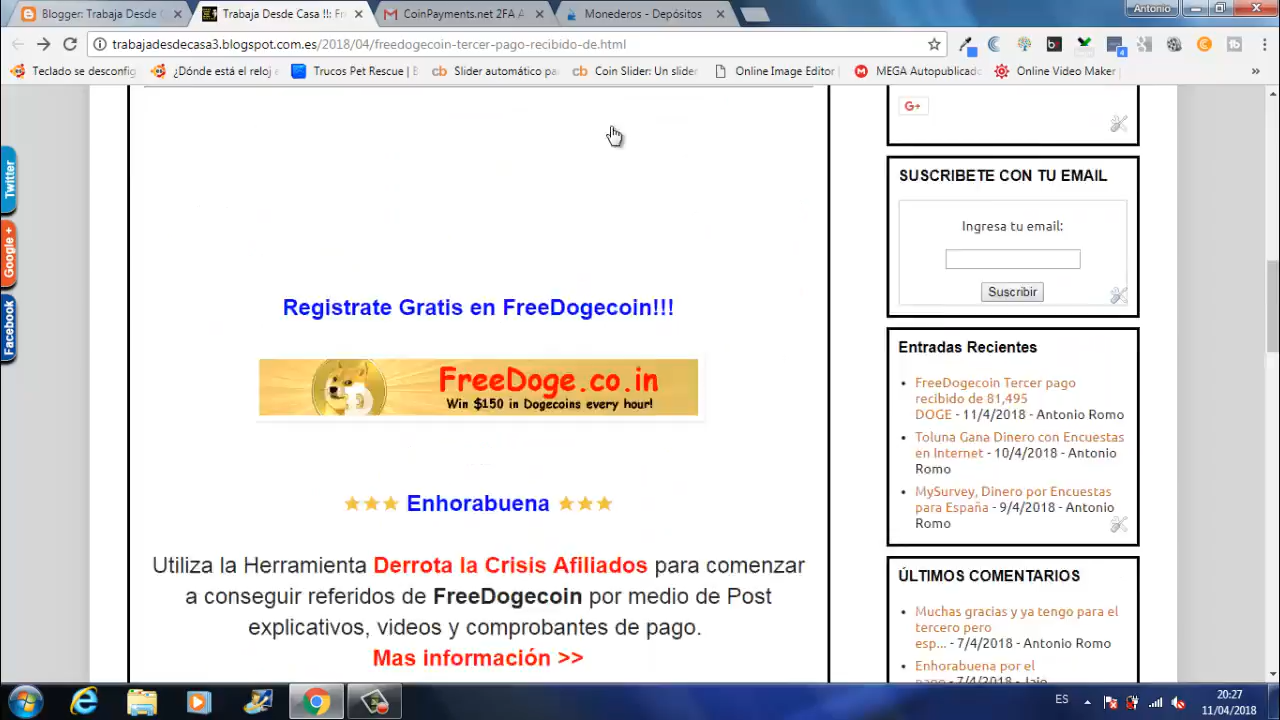 Blogger: Trabaja Desde C
Trabaja Desde Casa !!: Fr
CoinPayments.net 2FA A
Monederos - Depósitos
Antonio
trabajadesdecasa3.blogspot.com.es/2018/04/freedogecoin-tercer-pago-recibido-de.html
4
Teclado se desconfig
¿Dónde está el reloj
Trucos Pet Rescue |
cb
Slider automático pa
cb
Coin Slider: Un slider
Online Image Editor |
MEGA Autopublicado
Online Video Maker |
»
Twitter
Google +
Facebook
Registrate Gratis en FreeDogecoin!!!
FreeDoge.co.in
Win $150 in Dogecoins every hour!
Enhorabuena
Utiliza la Herramienta Derrota la Crisis Afiliados para comenzar
a conseguir referidos de FreeDogecoin por medio de Post
explicativos, videos y comprobantes de pago.
Mas información >>
G+
SUSCRIBETE CON TU EMAIL
Ingresa tu email:
Suscribir
Entradas Recientes
FreeDogecoin Tercer pago
recibido de 81,495
DOGE - 11/4/2018 - Antonio Romo
Toluna Gana Dinero con Encuestas
en Internet - 10/4/2018 - Antonio
Romo
MySurvey, Dinero por Encuestas
para España - 9/4/2018 - Antonio
Romo
ÚLTIMOS COMENTARIOS
Muchas gracias y ya tengo para el
tercero pero
esp... - 7/4/2018 - Antonio Romo
Enhorabuena por el
ES
20:27
11/04/2018